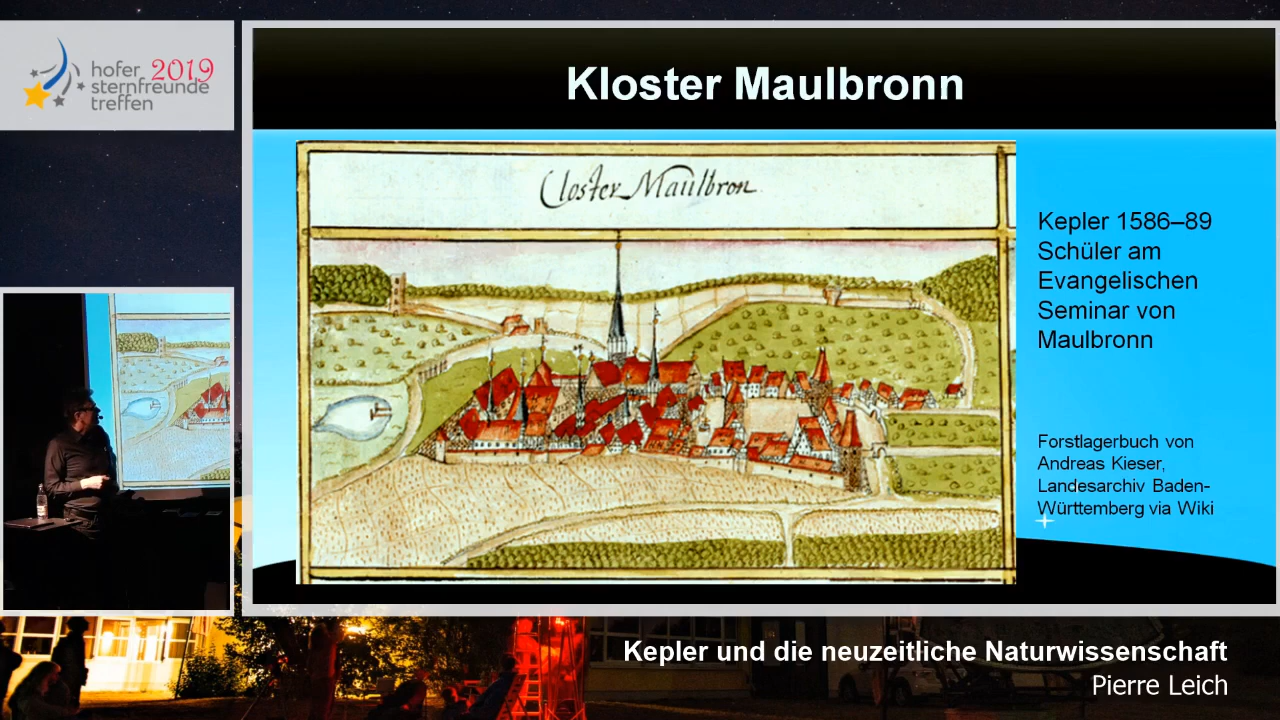 hofer 2019
sternfreunde
treffen
Kloster Maulbronn
Closter Maulbron.
Kepler 1586–89
Schüler am
Evangelischen
Seminar von
Maulbronn
Forstlagerbuch von
Andreas Kieser,
Landesarchiv Baden-
Württemberg via Wiki
Kepler und die neuzeitliche Naturwissenschaft
Pierre Leich